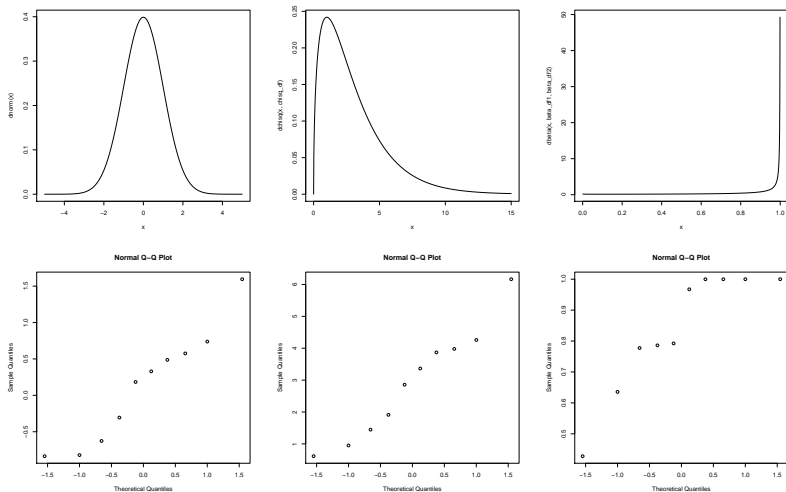 dnorm(x)
0.4
0.3
0.2
0.1
0.0
−4 −2 0 2 4
x
dchisq(x, chisq_df)
0.25
0.20
0.15
0.10
0.05
0.00
0 5 10 15
x
dbeta(x, beta_df1, beta_df2)
50
40
30
20
10
0
0.0 0.2 0.4 0.6 0.8 1.0
x
Normal Q−Q Plot
Sample Quantiles
1.5
1.0
0.5
0.0
−0.5
−1.5 −1.0 −0.5 0.0 0.5 1.0 1.5
Theoretical Quantiles
Normal Q−Q Plot
Sample Quantiles
6
5
4
3
2
1
−1.5 −1.0 −0.5 0.0 0.5 1.0 1.5
Theoretical Quantiles
Normal Q−Q Plot
Sample Quantiles
1.0
0.9
0.8
0.7
0.6
0.5
−1.5 −1.0 −0.5 0.0 0.5 1.0 1.5
Theoretical Quantiles